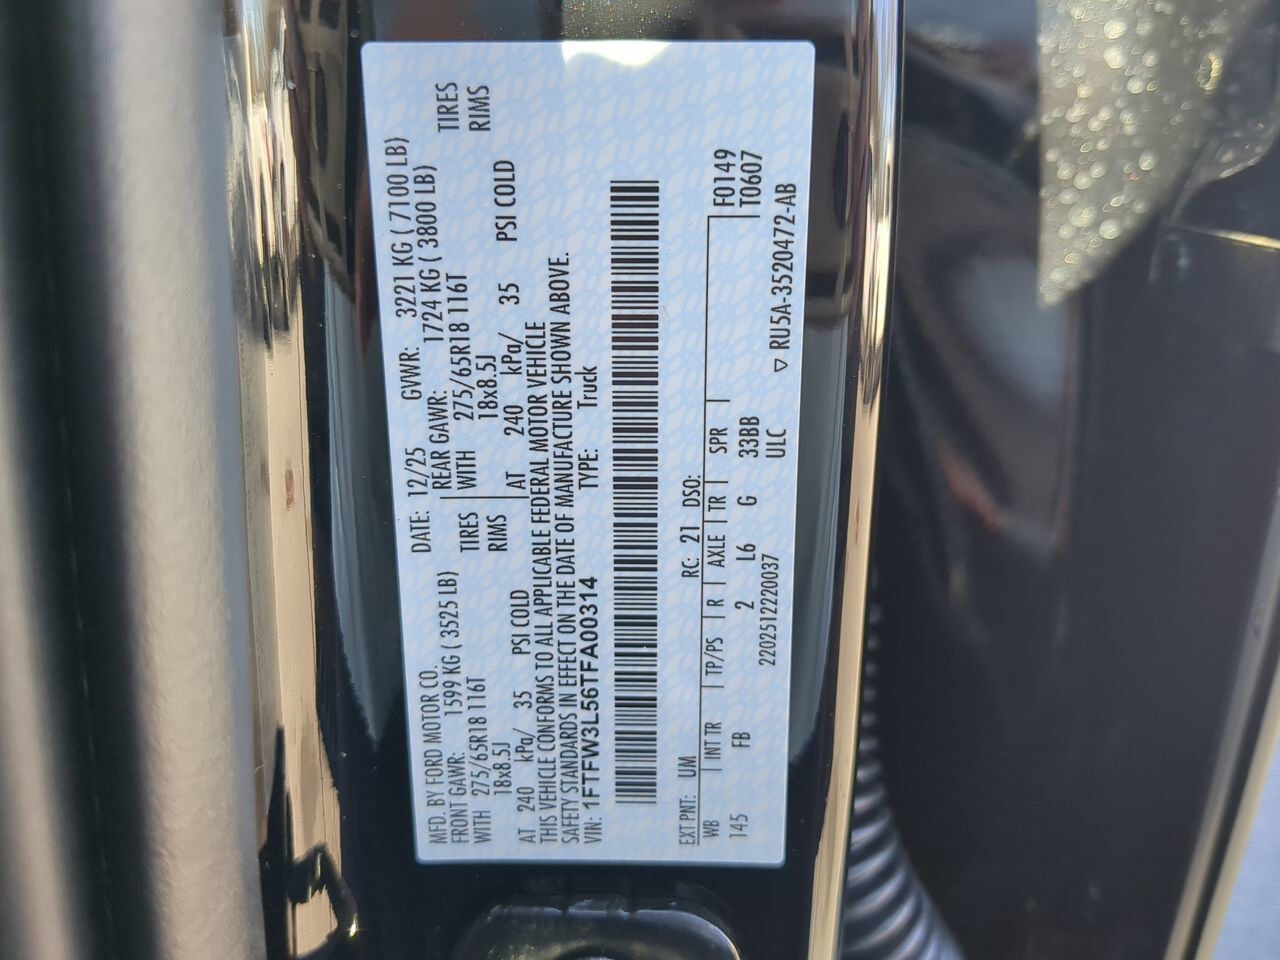 MFD. BY FORD MOTOR CO. DATE: 12/25 GVWR: 3221 KG ( 7100 LB)
FRONT GAWR: 1599 KG ( 3525 LB) REAR GAWR: 1724 KG ( 3800 LB)
WITH 275/65R18 116T TIRES WITH 275/65R18 116T TIRES
18x8.5J RIMS 18x8.5J RIMS
AT 240 kPa/ 35 PSI COLD AT 240 kPa/ 35 PSI COLD
THIS VEHICLE CONFORMS TO ALL APPLICABLE FEDERAL MOTOR VEHICLE
SAFETY STANDARDS IN EFFECT ON THE DATE OF MANUFACTURE SHOWN ABOVE.
VIN: 1FTFW3L56TFA00314 TYPE: Truck
EXT PNT: UM RC: 21 DSO:
WB INT TR TP/PS R AXLE TR SPR F0149
145 FB 2 L6 G 33BB T0607
2202512220037 ULC
▽ RU5A-3520472-AB